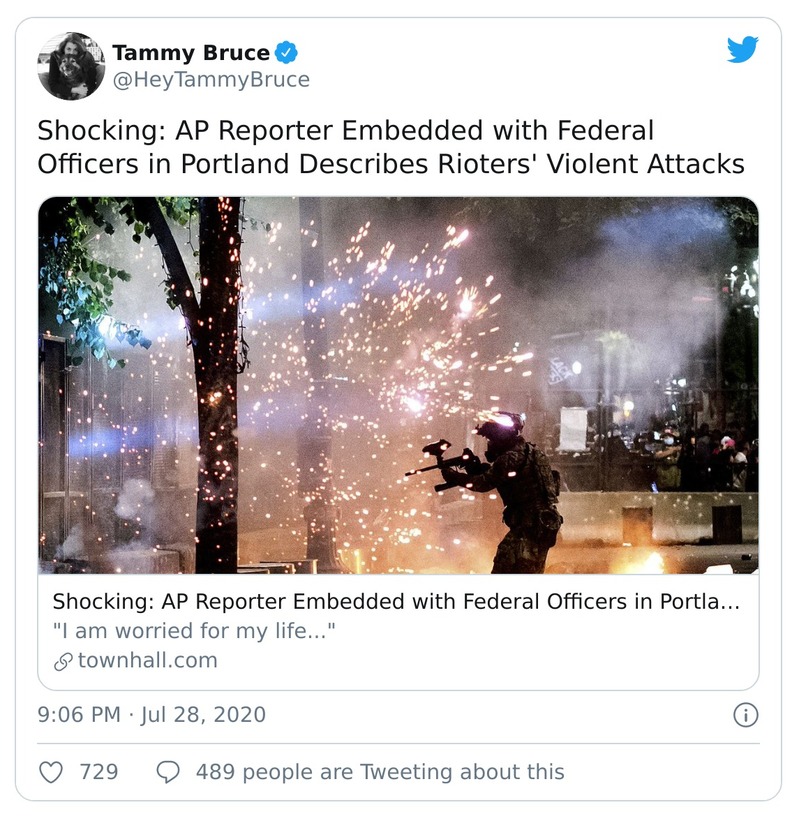 Tammy Bruce
@HeyTammyBruce
Shocking: AP Reporter Embedded with Federal
Officers in Portland Describes Rioters' Violent Attacks
Shocking: AP Reporter Embedded with Federal Officers in Portla...
"I am worried for my life..."
townhall.com
9:06 PM · Jul 28, 2020
729
489 people are Tweeting about this